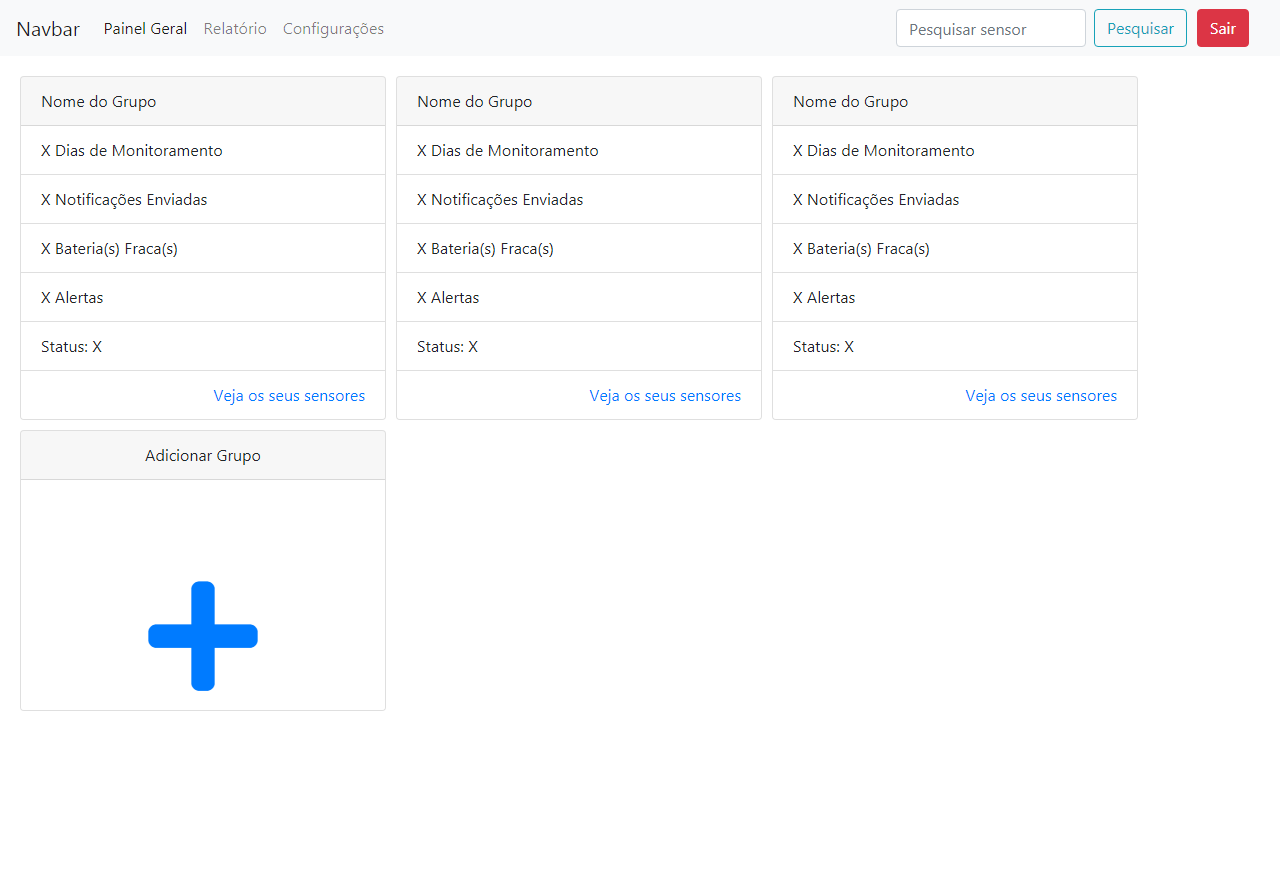 Navbar Painel Geral Relatório Configurações Pesquisar sensor Pesquisar Sair
Nome do Grupo
X Dias de Monitoramento
X Notificações Enviadas
X Bateria(s) Fraca(s)
X Alertas
Status: X
Veja os seus sensores
Nome do Grupo
X Dias de Monitoramento
X Notificações Enviadas
X Bateria(s) Fraca(s)
X Alertas
Status: X
Veja os seus sensores
Nome do Grupo
X Dias de Monitoramento
X Notificações Enviadas
X Bateria(s) Fraca(s)
X Alertas
Status: X
Veja os seus sensores
Adicionar Grupo